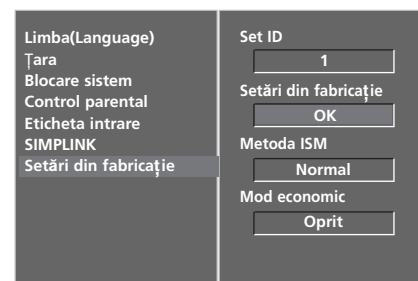 Limba(Language)
Țara
Blocare sistem
Control parental
Eticheta intrare
SIMPLINK
Setări din fabricație
Set ID
1
Setări din fabricație
OK
Metoda ISM
Normal
Mod economic
Oprit